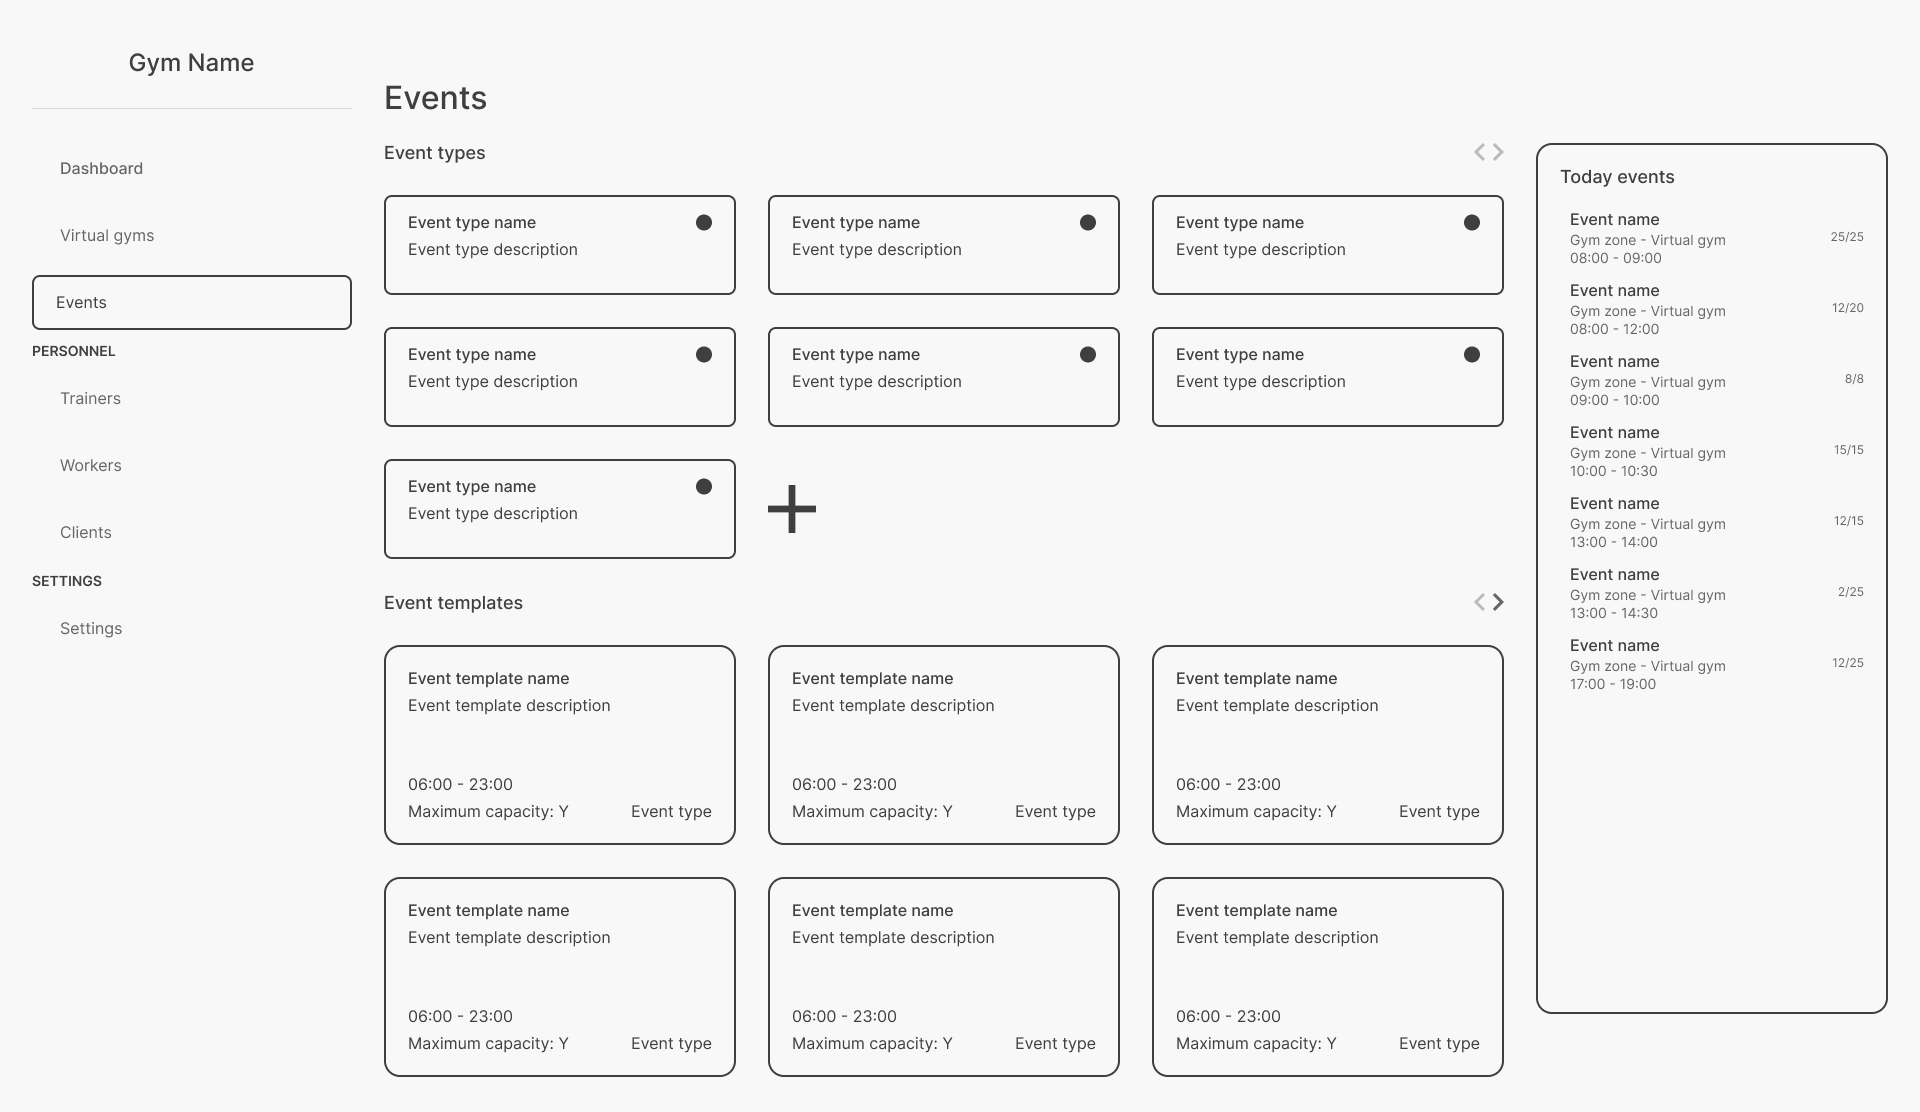 Gym Name
Dashboard
Virtual gyms
Events
PERSONNEL
Trainers
Workers
Clients
SETTINGS
Settings
Events
Event types
Event type name
Event type description
Event type name
Event type description
Event type name
Event type description
Event type name
Event type description
Event type name
Event type description
Event type name
Event type description
Event type name
Event type description
Event templates
Event template name
Event template description
06:00 - 23:00
Maximum capacity: Y Event type
Event template name
Event template description
06:00 - 23:00
Maximum capacity: Y Event type
Event template name
Event template description
06:00 - 23:00
Maximum capacity: Y Event type
Event template name
Event template description
06:00 - 23:00
Maximum capacity: Y Event type
Event template name
Event template description
06:00 - 23:00
Maximum capacity: Y Event type
Event template name
Event template description
06:00 - 23:00
Maximum capacity: Y Event type
Today events
Event name
Gym zone - Virtual gym 25/25
08:00 - 09:00
Event name
Gym zone - Virtual gym 12/20
08:00 - 12:00
Event name
Gym zone - Virtual gym 8/8
09:00 - 10:00
Event name
Gym zone - Virtual gym 15/15
10:00 - 10:30
Event name
Gym zone - Virtual gym 12/15
13:00 - 14:00
Event name
Gym zone - Virtual gym 2/25
13:00 - 14:30
Event name
Gym zone - Virtual gym 12/25
17:00 - 19:00